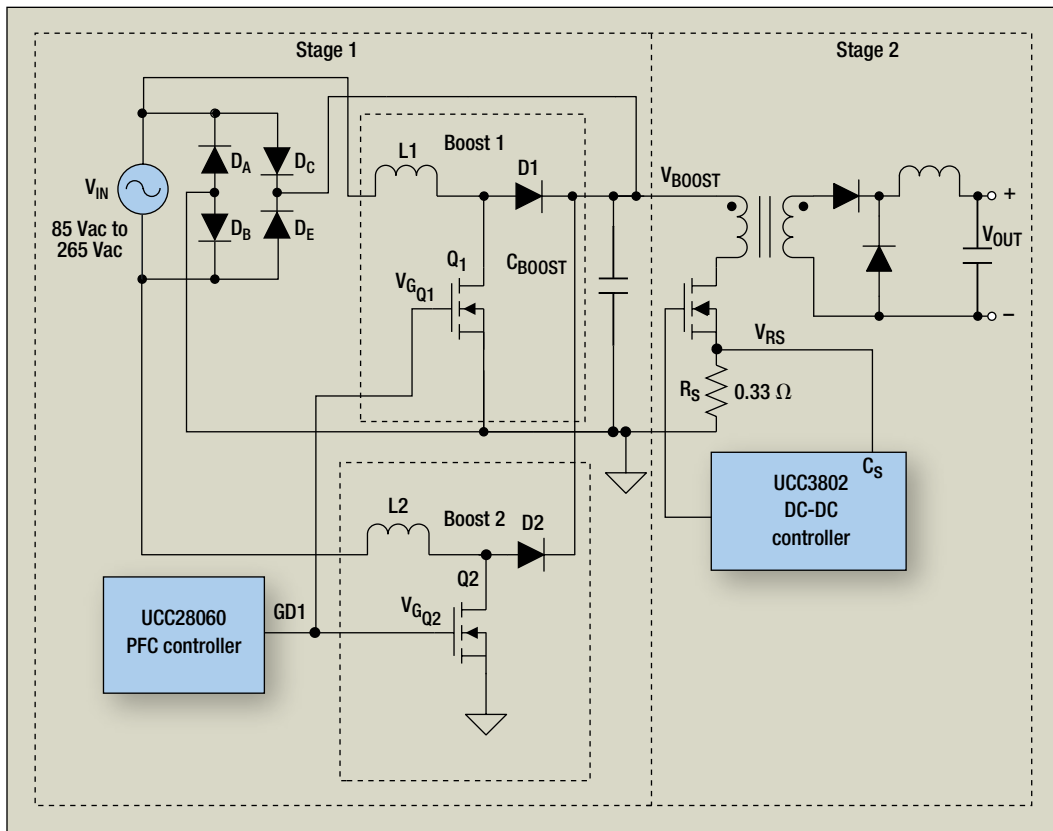 Stage 1
Stage 2
Boost 1
L1
D1
D_A
D_C
V_IN
V_BOOST
85 Vac to
265 Vac
D_B
D_E
V_OUT
+
–
Q_1
C_BOOST
V_G_Q1
V_RS
R_S
0.33 Ω
C_S
UCC3802
DC-DC
controller
L2
Boost 2
D2
Q2
UCC28060
PFC controller
GD1
V_G_Q2